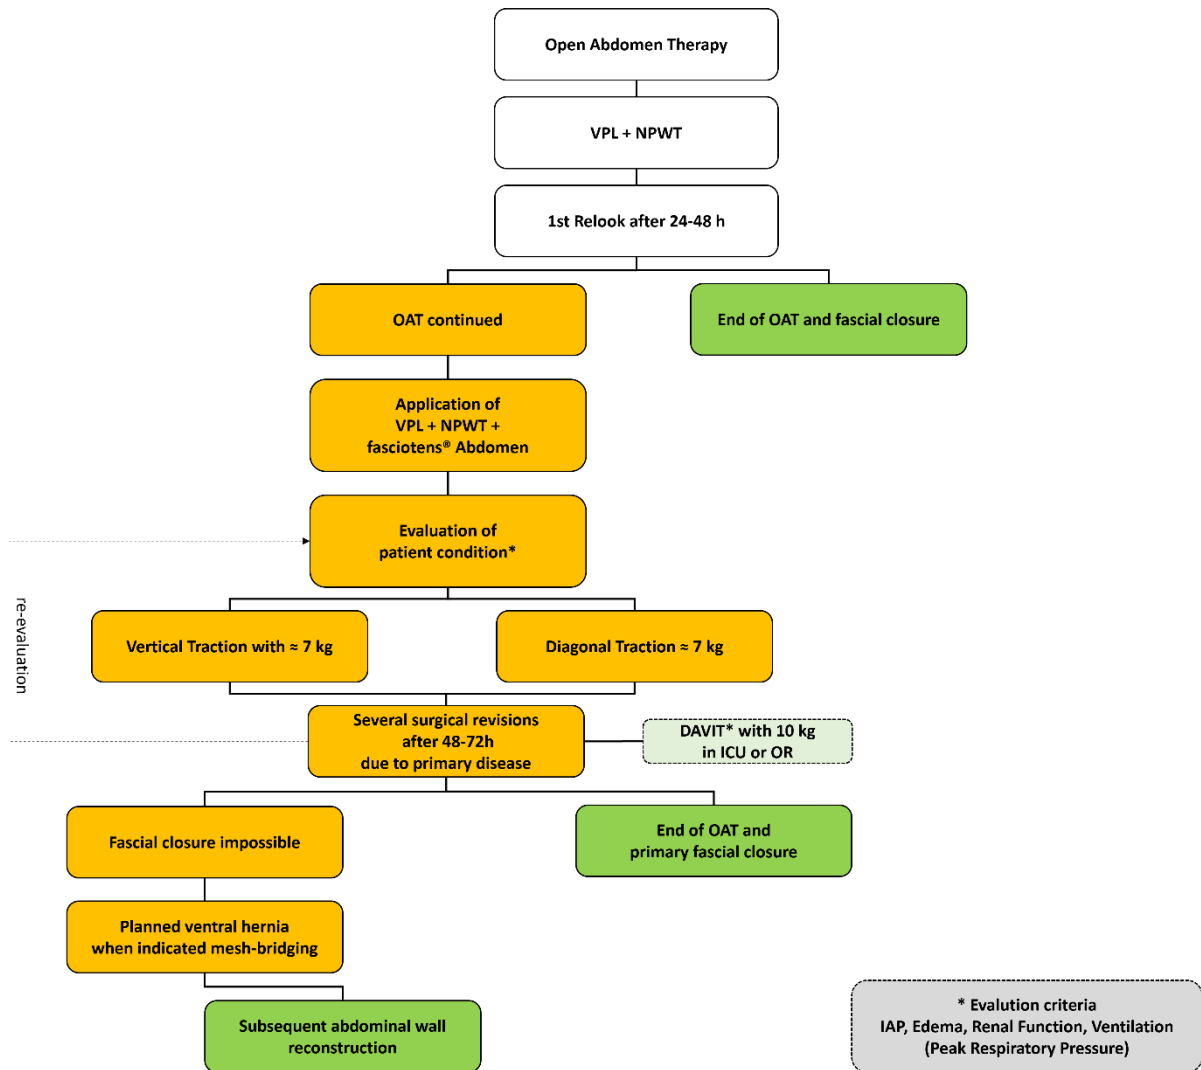 Open Abdomen Therapy
VPL + NPWT
1st Relook after 24-48 h
OAT continued
End of OAT and fascial closure
Application of
VPL + NPWT +
fasciotens® Abdomen
Evaluation of
patient condition*
re-evaluation
Vertical Traction with ≈ 7 kg
Diagonal Traction ≈ 7 kg
Several surgical revisions
after 48-72h
due to primary disease
DAVIT* with 10 kg
in ICU or OR
Fascial closure impossible
End of OAT and
primary fascial closure
Planned ventral hernia
when indicated mesh-bridging
Subsequent abdominal wall
reconstruction
* Evalution criteria
IAP, Edema, Renal Function, Ventilation
(Peak Respiratory Pressure)